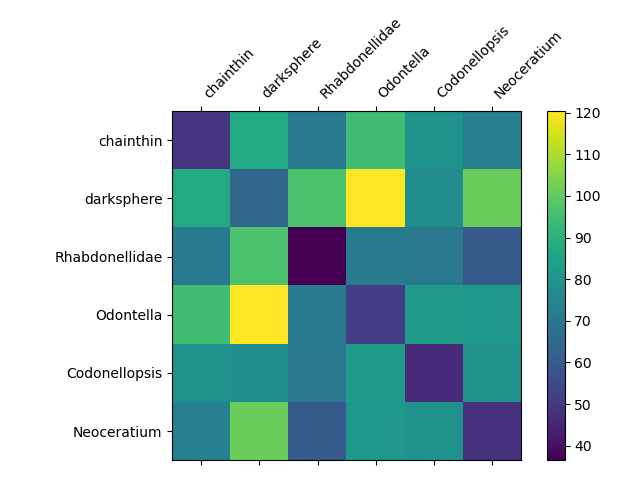 chainthin
darksphere
Rhabdonellidae
Odontella
Codonellopsis
Neoceratium
chainthin
darksphere
Rhabdonellidae
Odontella
Codonellopsis
Neoceratium
120
110
100
90
80
70
60
50
40